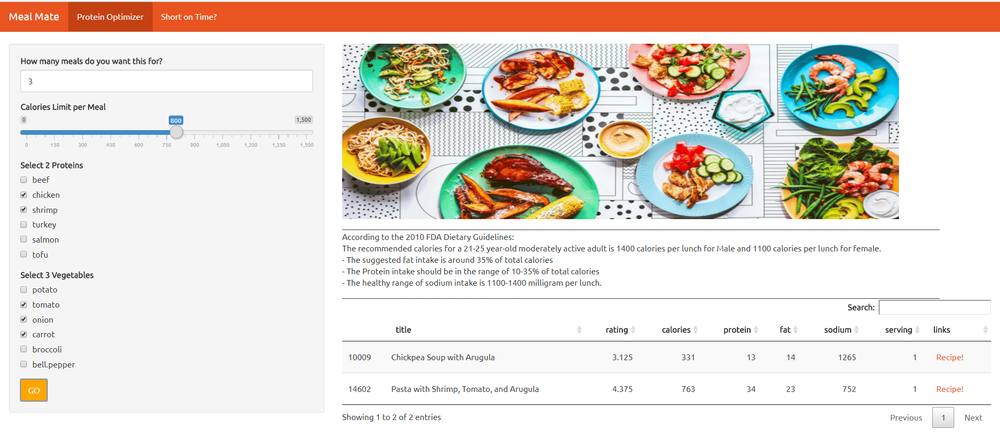 Meal Mate Protein Optimizer Short on Time?
How many meals do you want this for?
3
Calories Limit per Meal
0 800 1,500
0 150 300 450 600 750 900 1,050 1,200 1,350 1,500
Select 2 Proteins
beef
chicken
shrimp
turkey
salmon
tofu
Select 3 Vegetables
potato
tomato
onion
carrot
broccoli
bell.pepper
GO
According to the 2010 FDA Dietary Guidelines:
The recommended calories for a 21-25 year-old moderately active adult is 1400 calories per lunch for Male and 1100 calories per lunch for female.
- The suggested fat intake is around 35% of total calories
- The Protein intake should be in the range of 10-35% of total calories
- The healthy range of sodium intake is 1100-1400 milligram per lunch.
Search:
title rating calories protein fat sodium serving links
10009 Chickpea Soup with Arugula 3.125 331 13 14 1265 1 Recipe!
14602 Pasta with Shrimp, Tomato, and Arugula 4.375 763 34 23 752 1 Recipe!
Showing 1 to 2 of 2 entries
Previous 1 Next